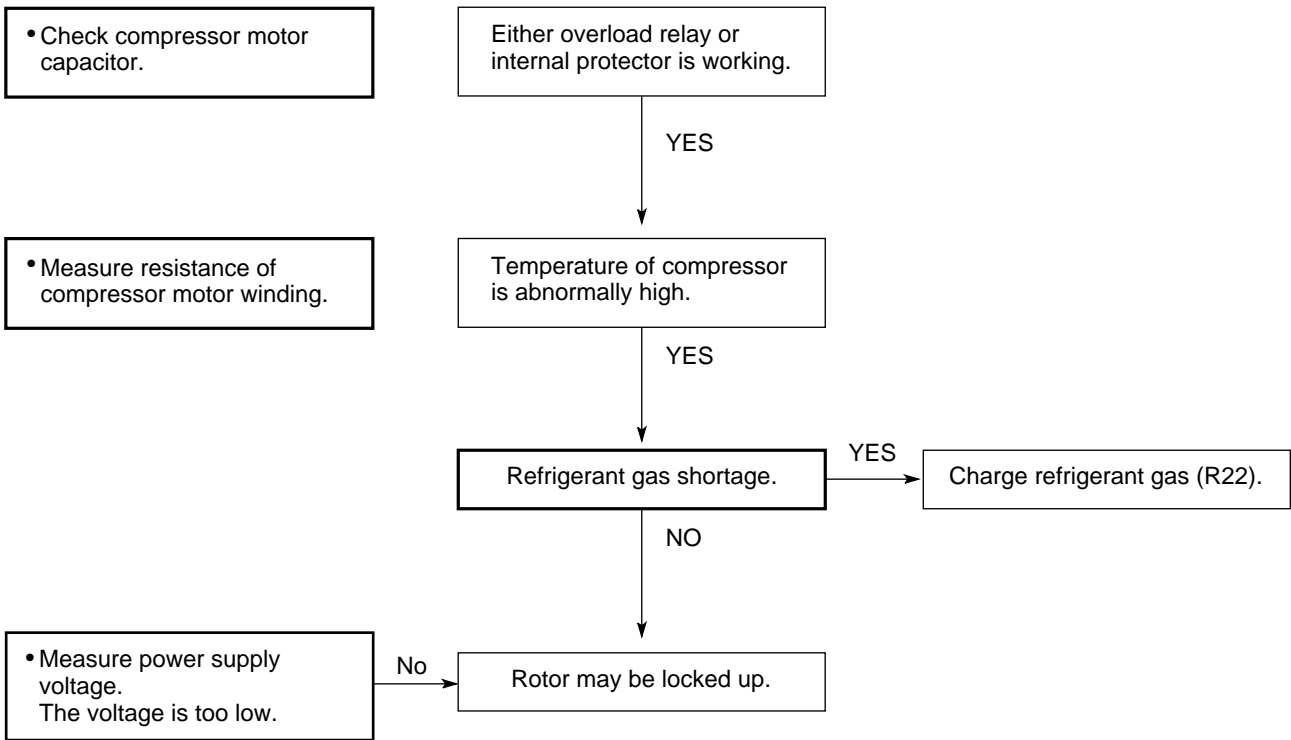 • Check compressor motor
capacitor.
Either overload relay or
internal protector is working.
YES
• Measure resistance of
compressor motor winding.
Temperature of compressor
is abnormally high.
YES
Refrigerant gas shortage.
YES
Charge refrigerant gas (R22).
NO
• Measure power supply
voltage.
The voltage is too low.
No
Rotor may be locked up.